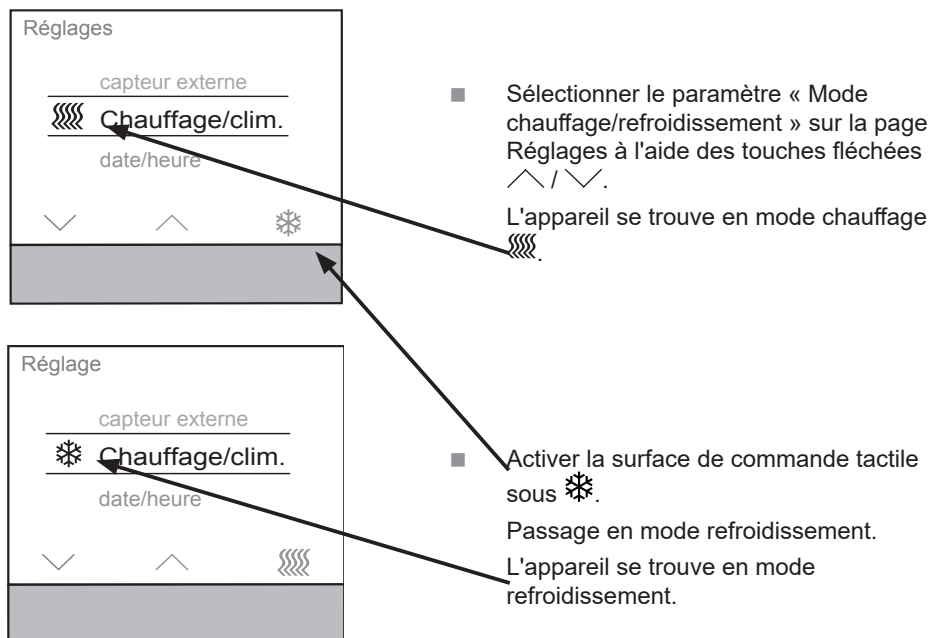 Réglages
capteur externe
Chauffage/clim.
date/heure
Sélectionner le paramètre « Mode
chauffage/refroidissement » sur la page
Réglages à l'aide des touches fléchées
/ .
L'appareil se trouve en mode chauffage
.
Réglage
capteur externe
Chauffage/clim.
date/heure
Activer la surface de commande tactile
sous .
Passage en mode refroidissement.
L'appareil se trouve en mode
refroidissement.